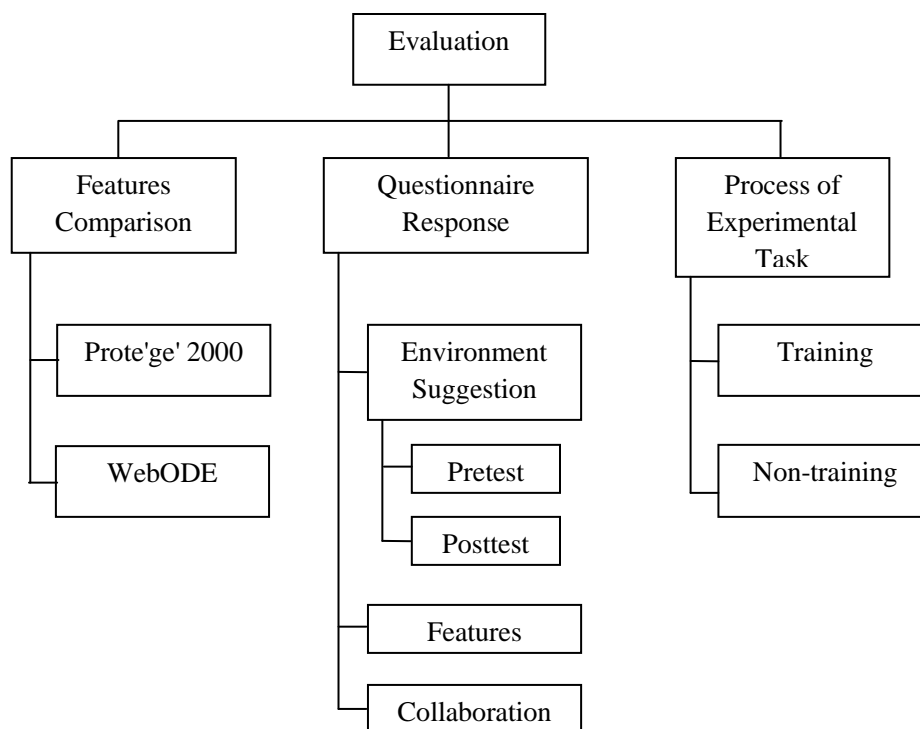 Evaluation
Features
Comparison
Prote'ge' 2000
WebODE
Questionnaire
Response
Environment
Suggestion
Pretest
Posttest
Features
Collaboration
Process of
Experimental
Task
Training
Non-training